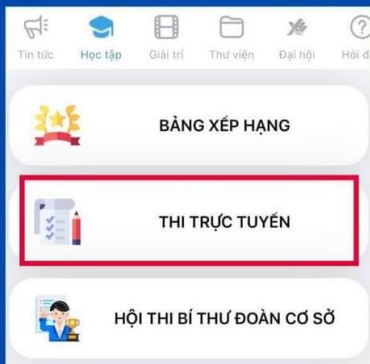 Tin tức Học tập Giải trí Thư viện Đại hội Hỏi đ
BẢNG XẾP HẠNG
THI TRỰC TUYẾN
HỘI THI BÍ THƯ ĐOÀN CƠ SỞ